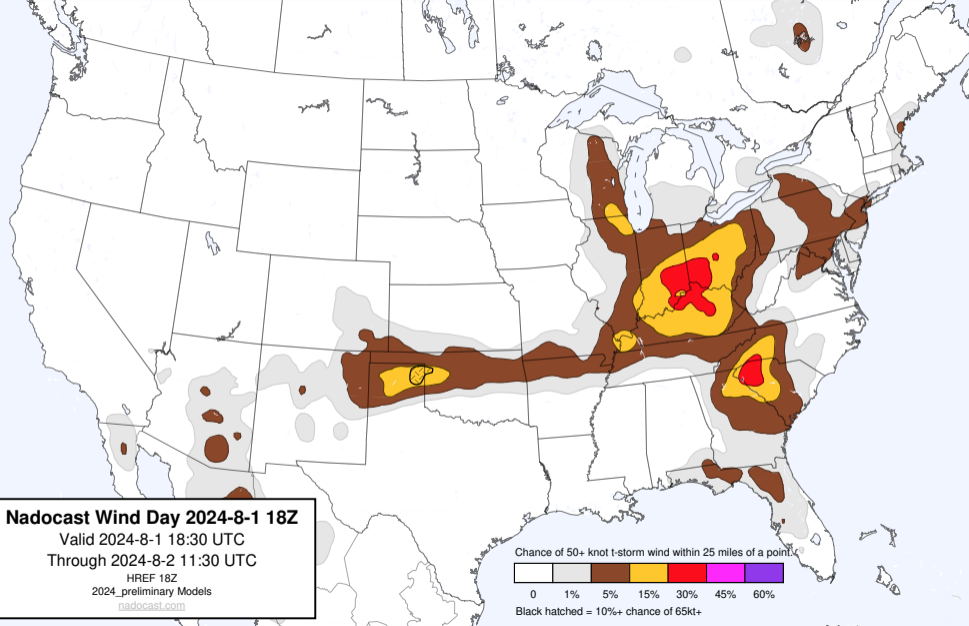 Nadocast Wind Day 2024-8-1 18Z
Valid 2024-8-1 18:30 UTC
Through 2024-8-2 11:30 UTC
HREF 18Z
2024_preliminary Models
nadocast.com
Chance of 50+ knot t-storm wind within 25 miles of a point.
0 1% 5% 15% 30% 45% 60%
Black hatched = 10%+ chance of 65kt+